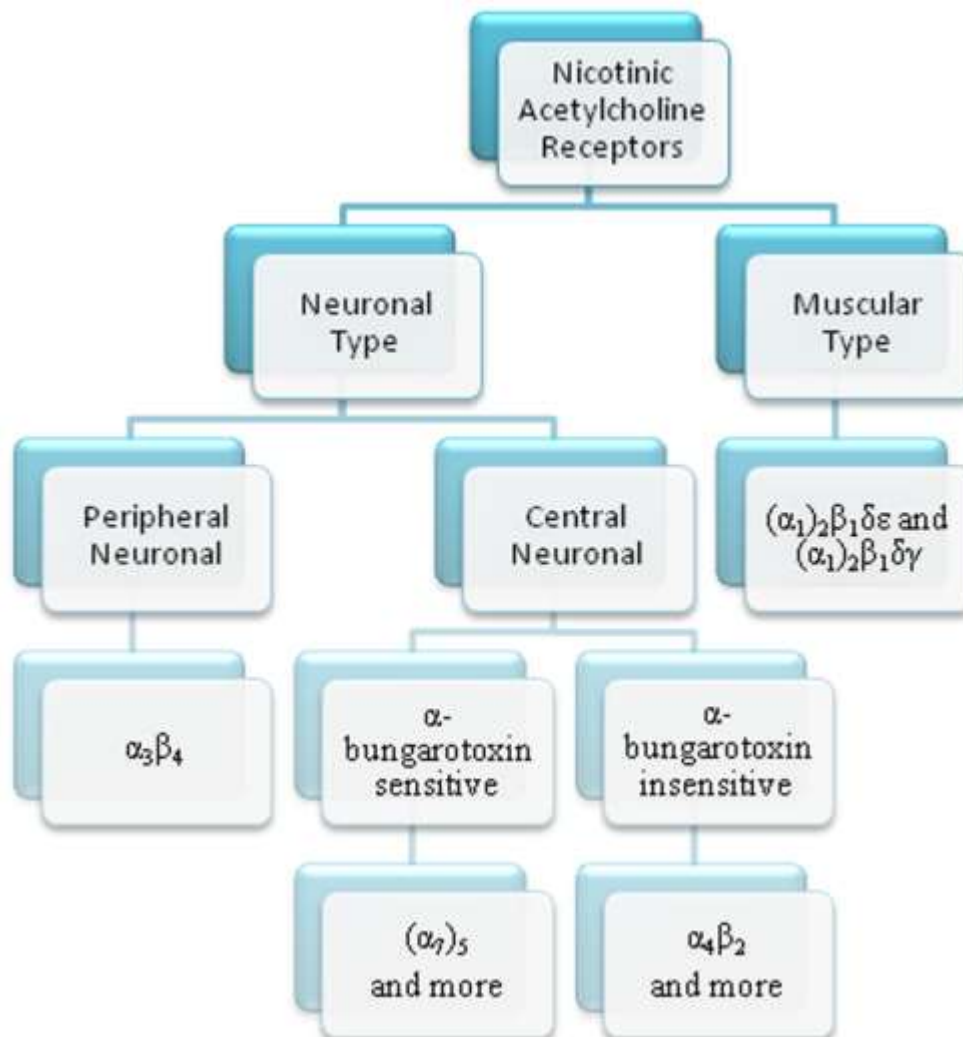 Nicotinic
Acetylcholine
Receptors
Neuronal
Type
Muscular
Type
Peripheral
Neuronal
Central
Neuronal
(α₁)₂β₁δε and
(α₁)₂β₁δγ
α₃β₄
α-
bungarotoxin
sensitive
α-
bungarotoxin
insensitive
(α₇)₅
and more
α₄β₂
and more